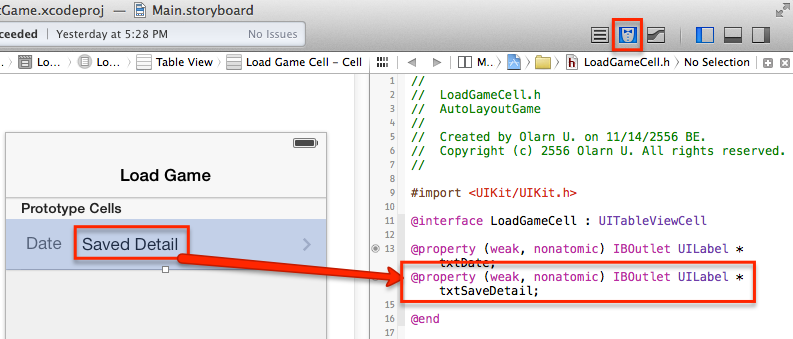 tGame.xcodeproj — Main.storyboard
ceeded Yesterday at 5:28 PM No Issues
Lo... Lo... Table View Load Game Cell – Cell
M... LoadGameCell.h No Selection
Load Game
Prototype Cells
Date Saved Detail
1 //
2 // LoadGameCell.h
3 // AutoLayoutGame
4 //
5 // Created by Olarn U. on 11/14/2556 BE.
6 // Copyright (c) 2556 Olarn U. All rights reserved.
7 //
8
9 #import <UIKit/UIKit.h>
10
11 @interface LoadGameCell : UITableViewCell
12
13 @property (weak, nonatomic) IBOutlet UILabel *
txtDate;
@property (weak, nonatomic) IBOutlet UILabel *
txtSaveDetail;
15
16 @end
17